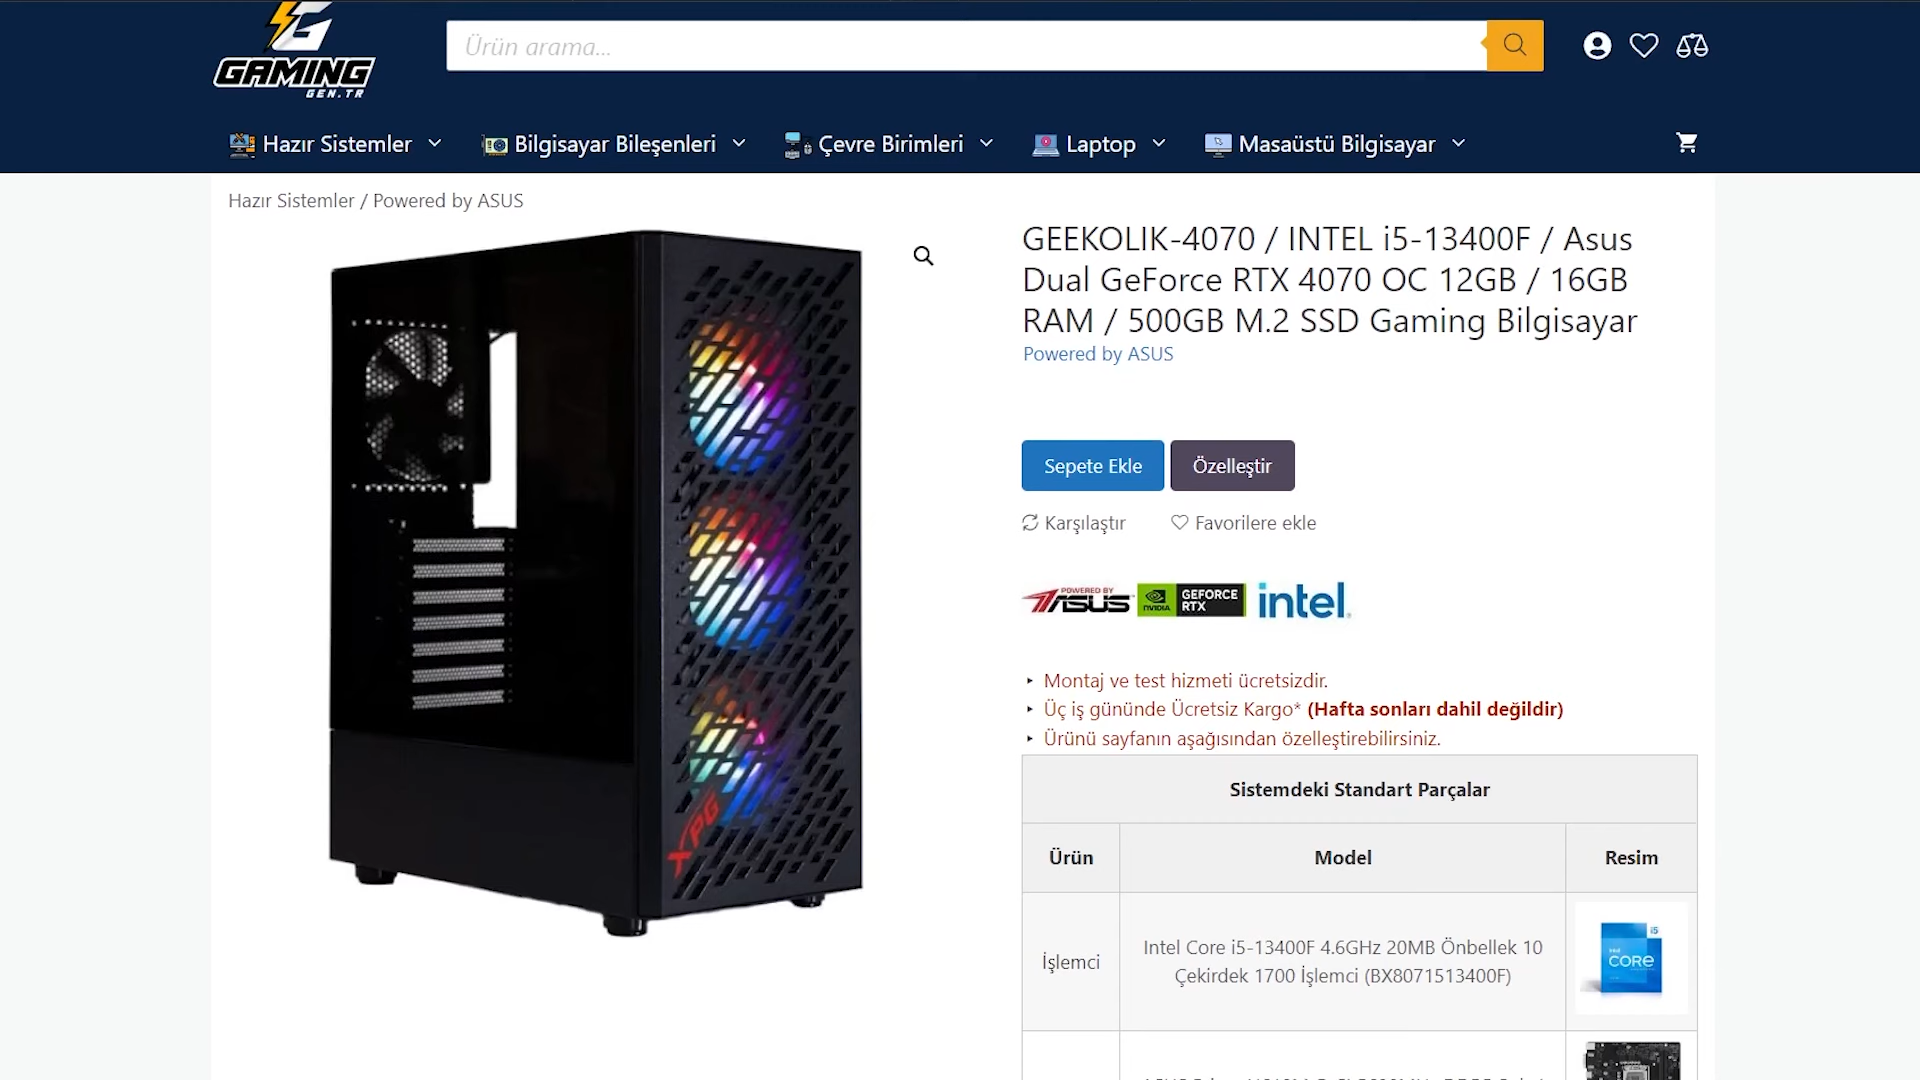 GAMING
GEN.TR
Ürün arama...
Hazır Sistemler
Bilgisayar Bileşenleri
Çevre Birimleri
Laptop
Masaüstü Bilgisayar
Hazır Sistemler / Powered by ASUS
GEEKOLIK-4070 / INTEL i5-13400F / Asus
Dual GeForce RTX 4070 OC 12GB / 16GB
RAM / 500GB M.2 SSD Gaming Bilgisayar
Powered by ASUS
Sepete Ekle
Özelleştir
Karşılaştır
Favorilere ekle
POWERED BY
ASUS
NVIDIA
GEFORCE
RTX
intel.
Montaj ve test hizmeti ücretsizdir.
Üç iş gününde Ücretsiz Kargo* (Hafta sonları dahil değildir)
Ürünü sayfanın aşağısından özelleştirebilirsiniz.
XPG
Sistemdeki Standart Parçalar
Ürün
Model
Resim
İşlemci
Intel Core i5-13400F 4.6GHz 20MB Önbellek 10
Çekirdek 1700 İşlemci (BX8071513400F)
i5
intel
CORE